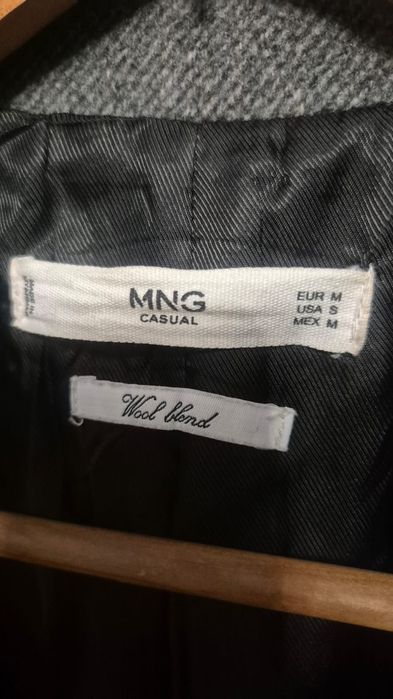 MNG
CASUAL
EUR M
USA S
MEX M
Wool blend